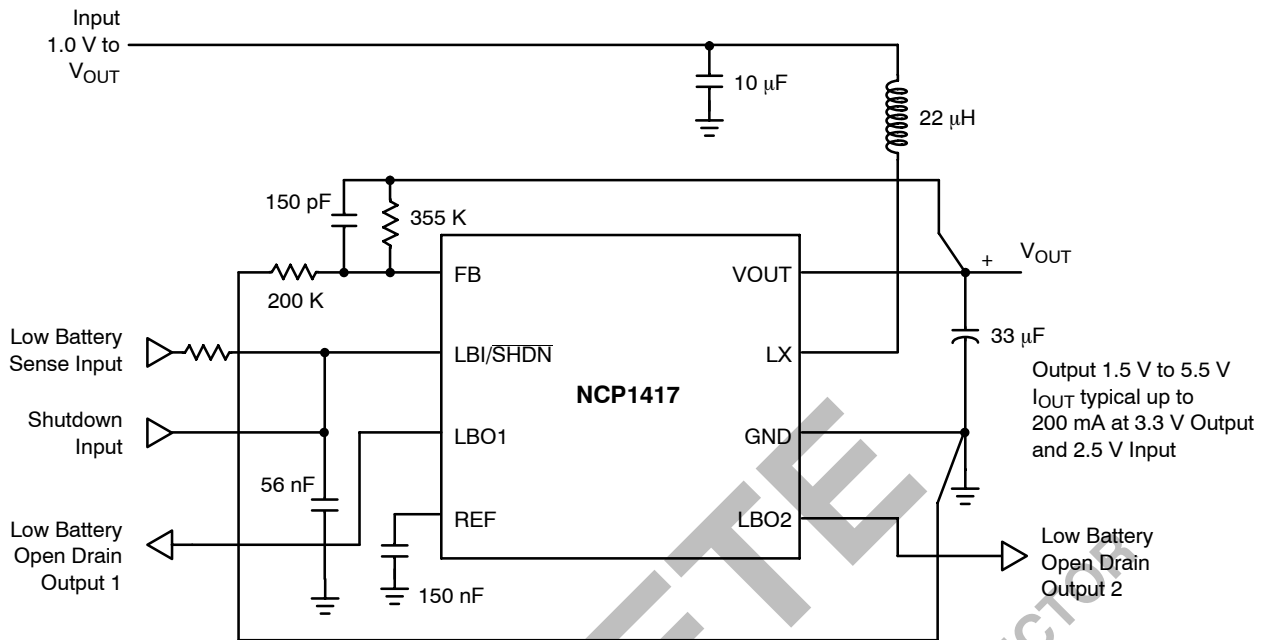 Input
1.0 V to
VOUT
10 μF
22 μH
150 pF
355 K
200 K
FB
VOUT
+
VOUT
Low Battery
Sense Input
LBI/SHDN
LX
33 μF
NCP1417
Output 1.5 V to 5.5 V
IOUT typical up to
200 mA at 3.3 V Output
and 2.5 V Input
Shutdown
Input
LBO1
GND
56 nF
REF
LBO2
Low Battery
Open Drain
Output 1
150 nF
Low Battery
Open Drain
Output 2